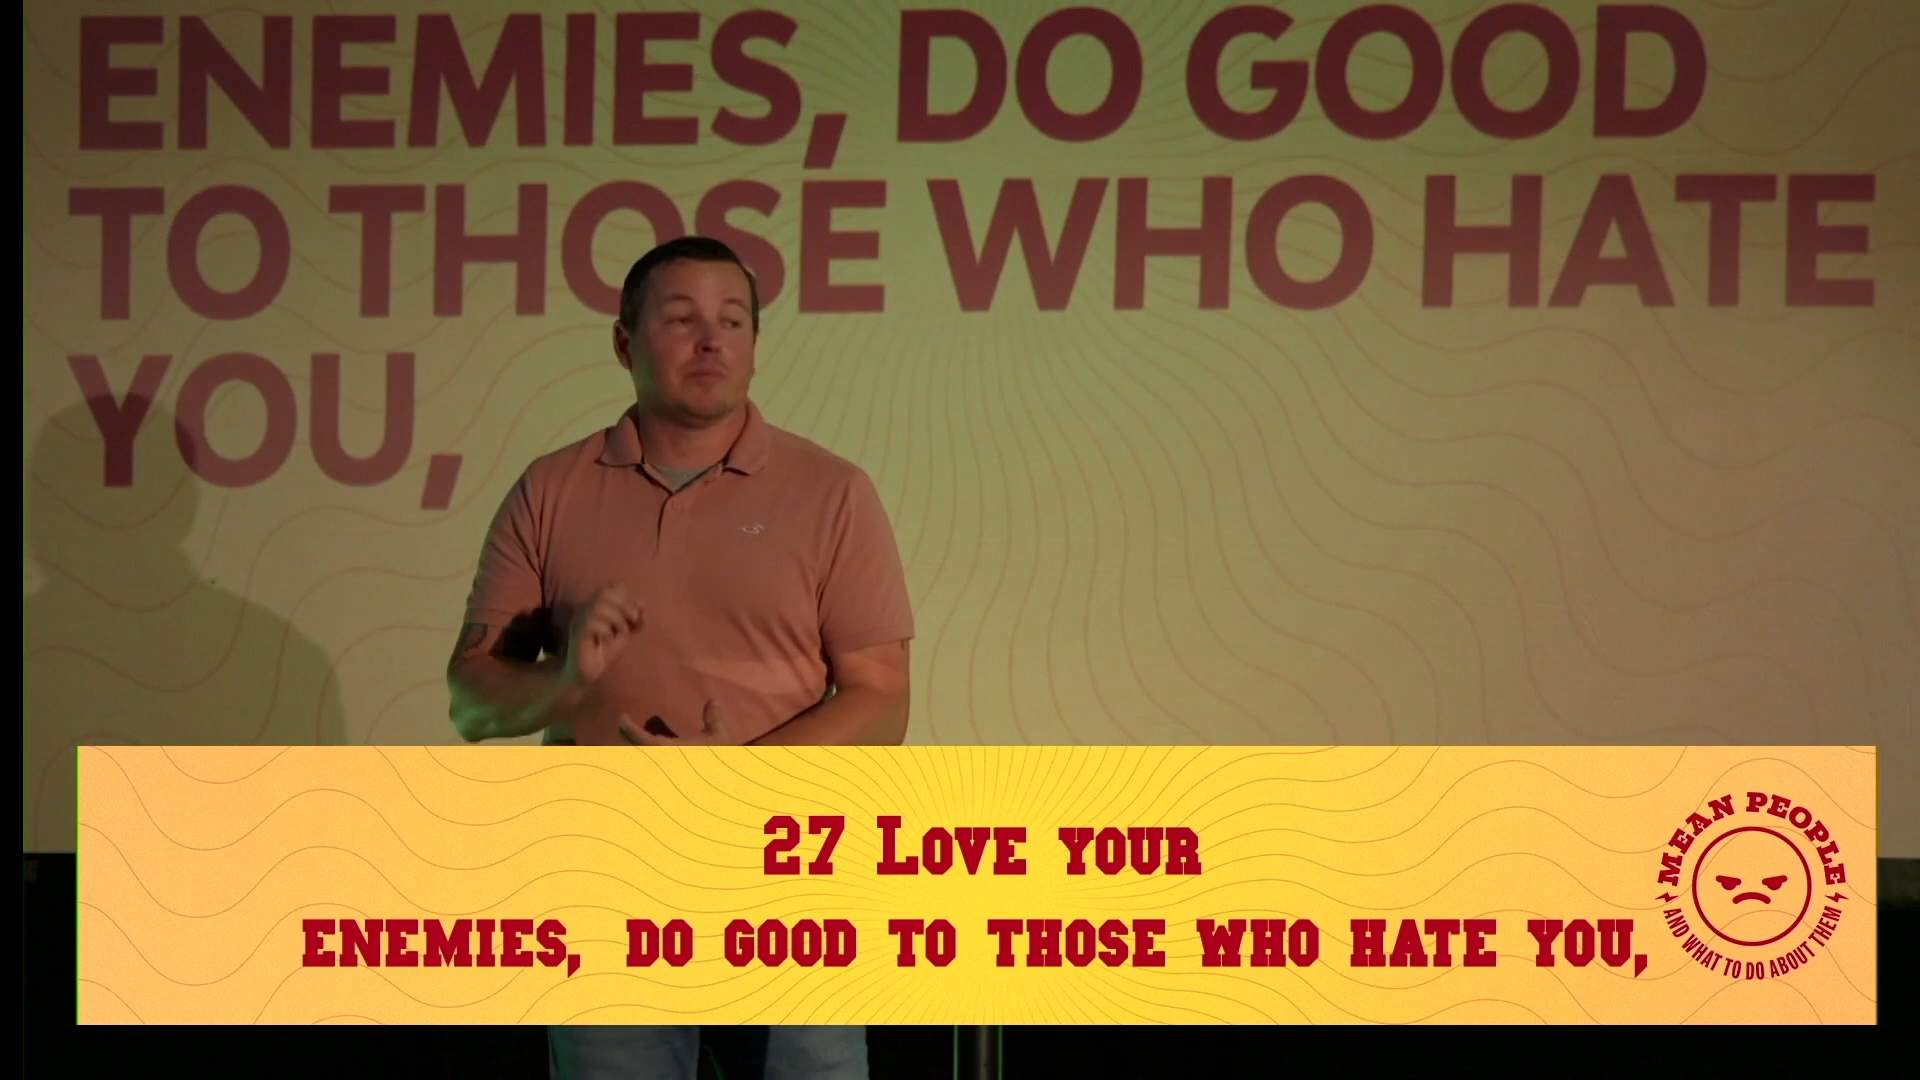 ENEMIES, DO GOOD
TO THOSE WHO HATE
YOU,
27 Love your
enemies, do good to those who hate you,
MEAN PEOPLE
AND WHAT TO DO ABOUT THEM